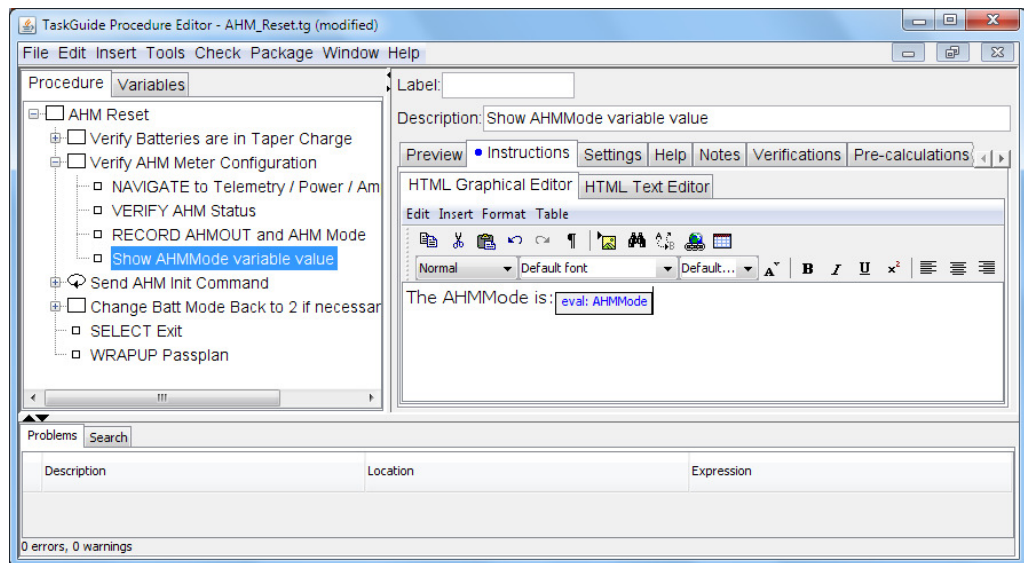 TaskGuide Procedure Editor - AHM_Reset.tg (modified)
File Edit Insert Tools Check Package Window Help
Procedure Variables
AHM Reset
Verify Batteries are in Taper Charge
Verify AHM Meter Configuration
NAVIGATE to Telemetry / Power / Am
VERIFY AHM Status
RECORD AHMOUT and AHM Mode
Show AHMMode variable value
Send AHM Init Command
Change Batt Mode Back to 2 if necessar
SELECT Exit
WRAPUP Passplan
Label:
Description: Show AHMMode variable value
Preview Instructions Settings Help Notes Verifications Pre-calculations
HTML Graphical Editor HTML Text Editor
Edit Insert Format Table
Normal Default font Default... A B I U x²
The AHMMode is: eval: AHMMode
Problems Search
Description Location Expression
0 errors, 0 warnings